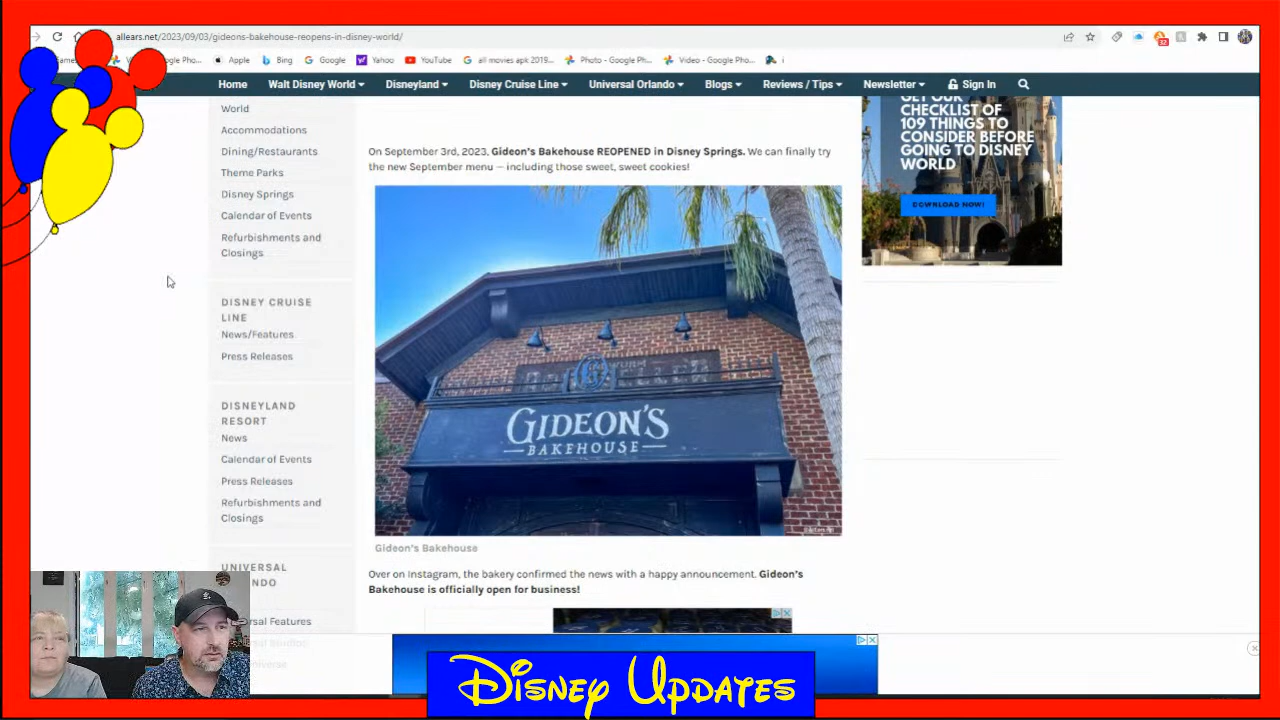 allears.net/2023/09/03/gideons-bakehouse-reopens-in-disney-world/
Apple
Bing
Google
Yahoo
YouTube
all movies apk 2019...
Photo - Google Ph...
Video - Google Pho...
Home
Walt Disney World
Disneyland
Disney Cruise Line
Universal Orlando
Blogs
Reviews / Tips
Newsletter
Sign In
World
Accommodations
Dining/Restaurants
Theme Parks
Disney Springs
Calendar of Events
Refurbishments and
Closings
DISNEY CRUISE
LINE
News/Features
Press Releases
DISNEYLAND
RESORT
News
Calendar of Events
Press Releases
Refurbishments and
Closings
UNIVERSAL
On September 3rd, 2023, Gideon's Bakehouse REOPENED in Disney Springs. We can finally try
the new September menu — including those sweet, sweet cookies!
GIDEON'S
BAKEHOUSE
Gideon's Bakehouse
Over on Instagram, the bakery confirmed the news with a happy announcement. Gideon's
Bakehouse is officially open for business!
GET OUR
CHECKLIST OF
109 THINGS TO
CONSIDER BEFORE
GOING TO DISNEY
WORLD
DOWNLOAD NOW!
DISNEY UPDATES